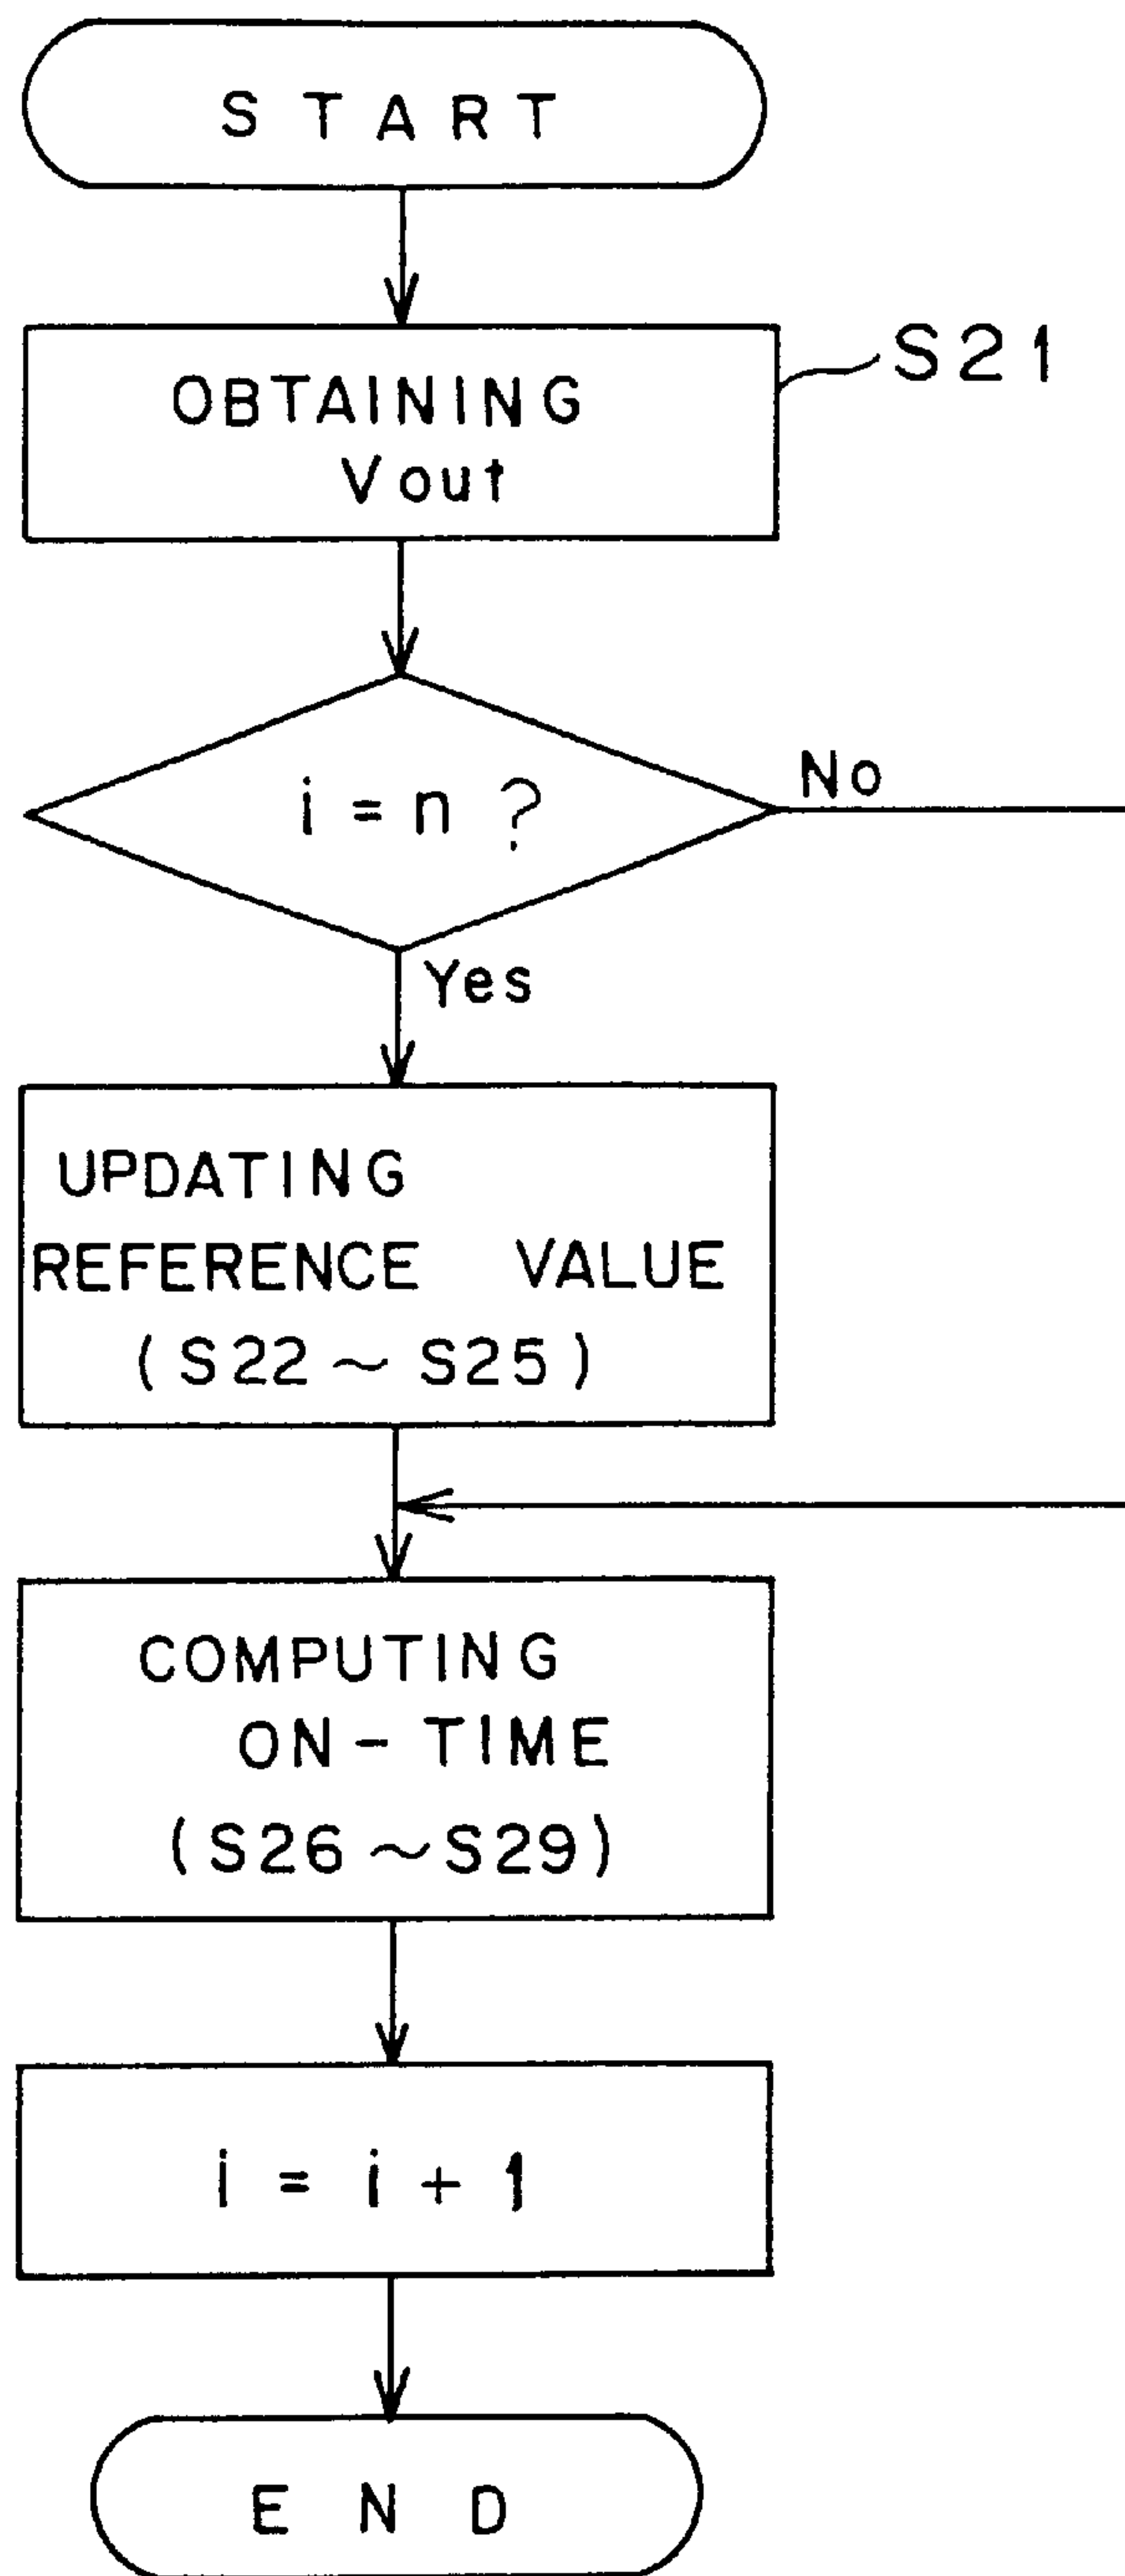 START
S21
OBTAINING
Vout
i = n ?
No
Yes
UPDATING
REFERENCE VALUE
(S22~S25)
COMPUTING
ON-TIME
(S26~S29)
i = i + 1
END